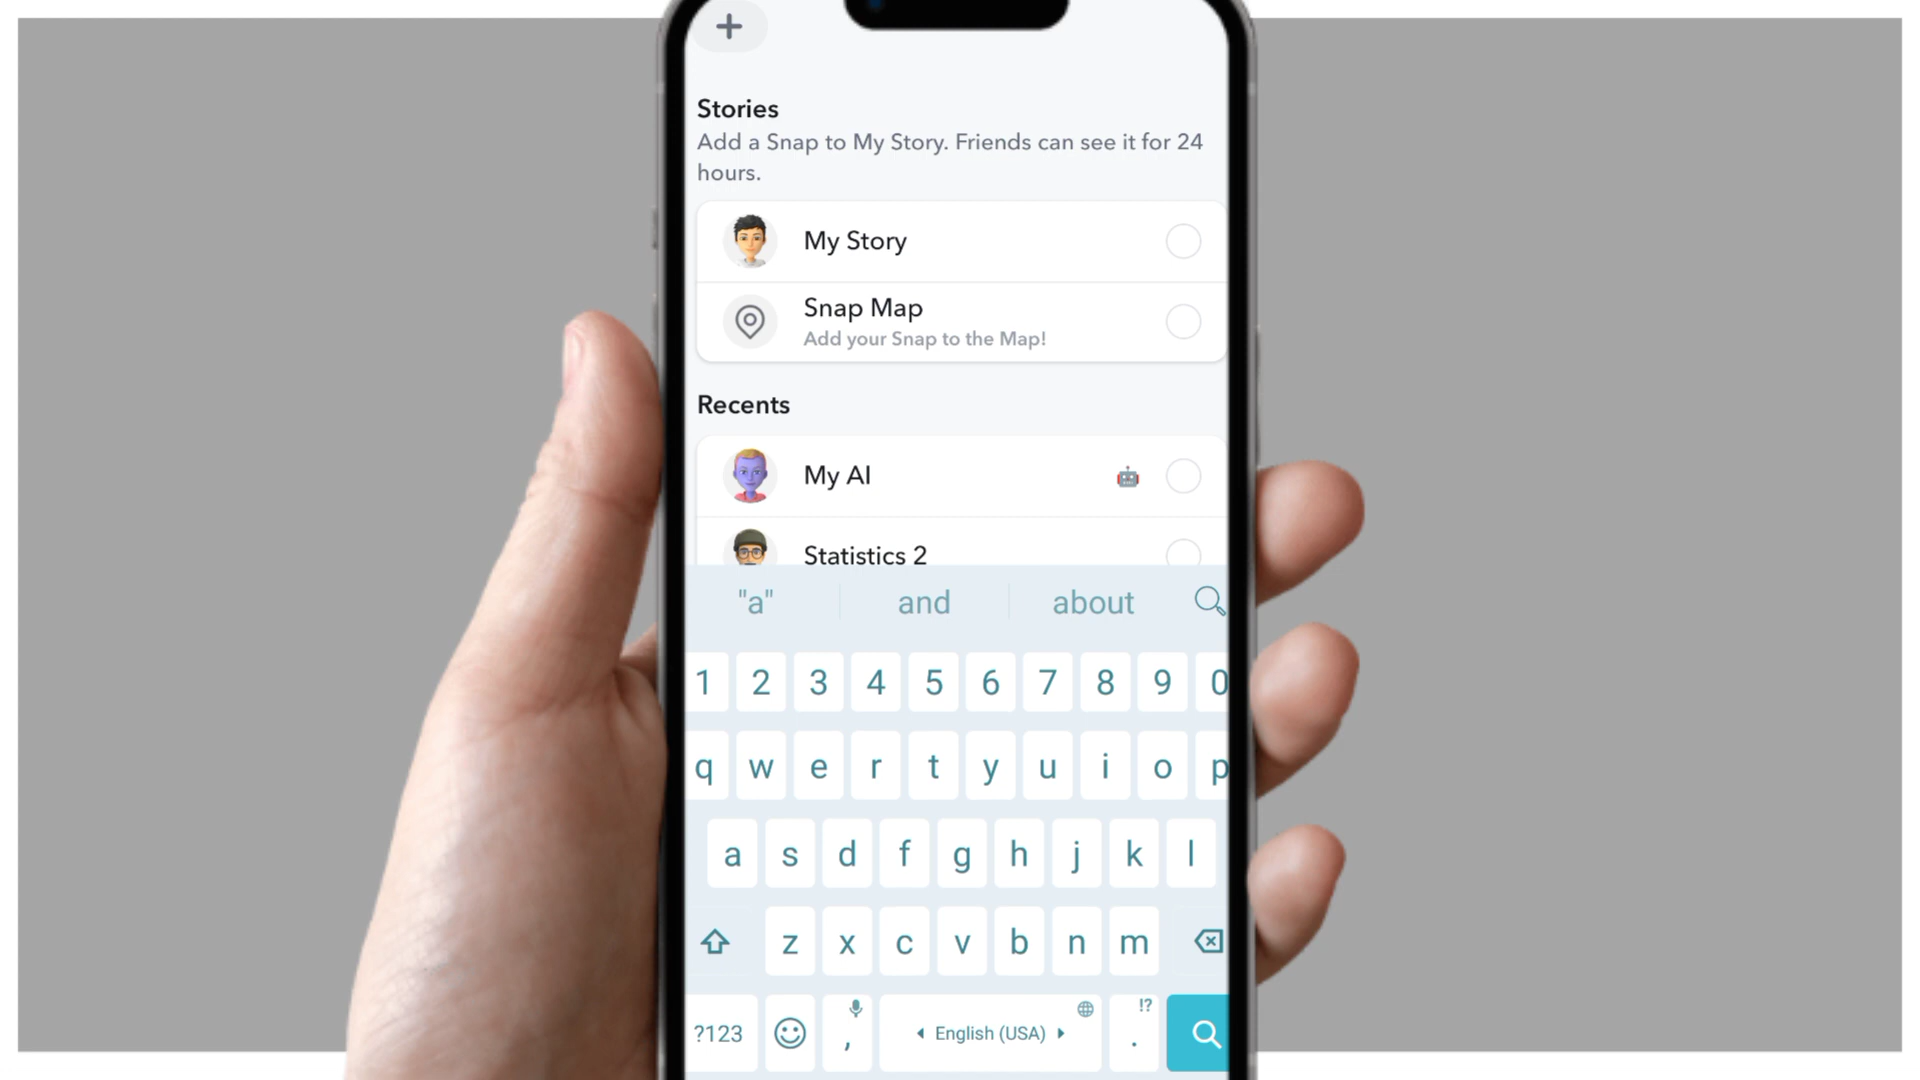 Stories
Add a Snap to My Story. Friends can see it for 24
hours.
My Story
Snap Map
Add your Snap to the Map!
Recents
My AI
Statistics 2
"a" and about
1 2 3 4 5 6 7 8 9 0
q w e r t y u i o p
a s d f g h j k l
z x c v b n m
!?
?123 , English (USA) .